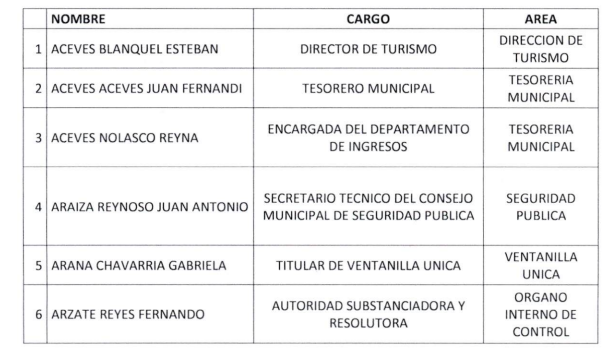 NOMBRE CARGO AREA
1 ACEVES BLANQUEL ESTEBAN DIRECTOR DE TURISMO DIRECCION DE TURISMO
2 ACEVES ACEVES JUAN FERNANDI TESORERO MUNICIPAL TESORERIA MUNICIPAL
3 ACEVES NOLASCO REYNA ENCARGADA DEL DEPARTAMENTO DE INGRESOS TESORERIA MUNICIPAL
4 ARAIZA REYNOSO JUAN ANTONIO SECRETARIO TECNICO DEL CONSEJO MUNICIPAL DE SEGURIDAD PUBLICA SEGURIDAD PUBLICA
5 ARANA CHAVARRIA GABRIELA TITULAR DE VENTANILLA UNICA VENTANILLA UNICA
6 ARZATE REYES FERNANDO AUTORIDAD SUBSTANCIADORA Y RESOLUTORA ORGANO INTERNO DE CONTROL